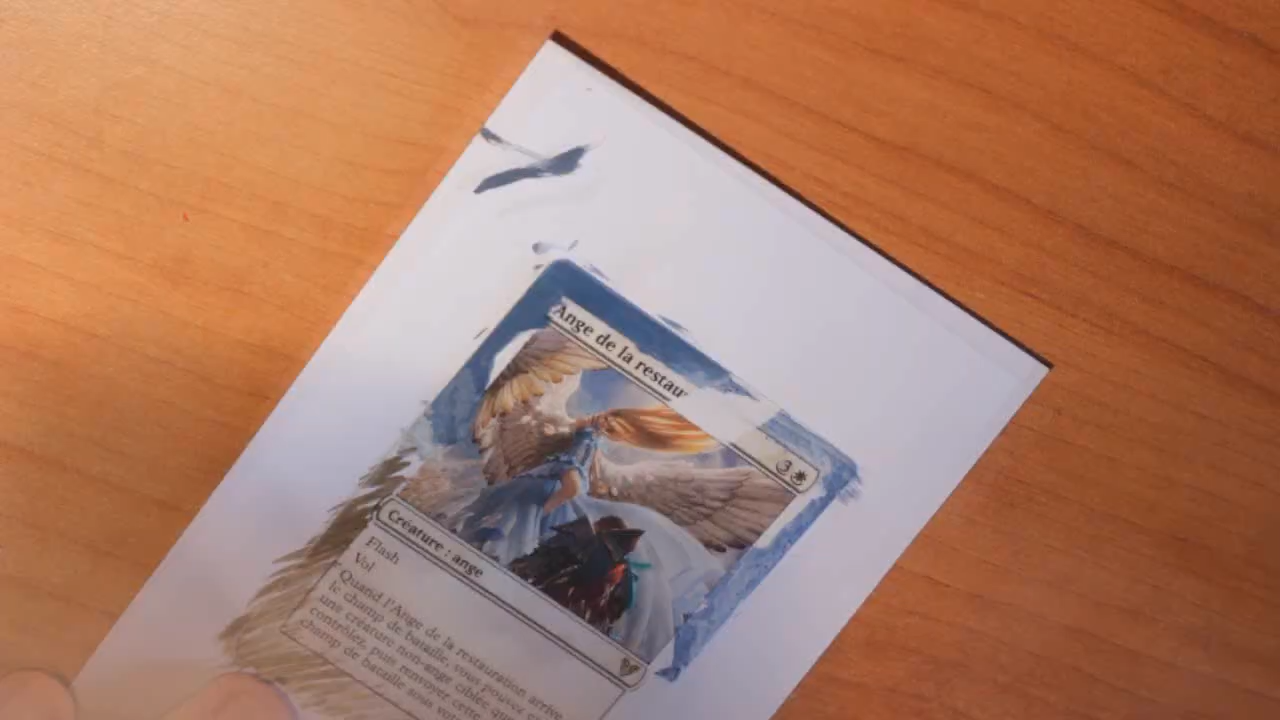 Ange de la restau
3
Créature : ange
Flash
Vol
Quand l'Ange de la restauration arrive
le champ de bataille, vous pouvez
une créature non-ange ciblée que
contrôlez, puis renvoyer cette
champ de bataille sous